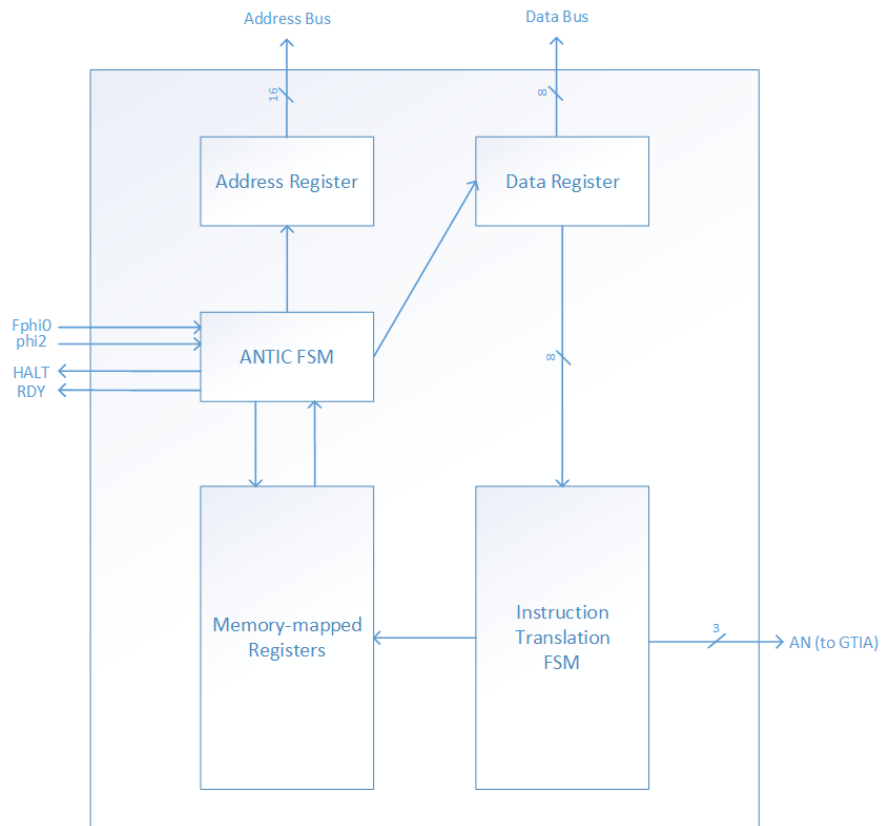 Address Bus
Data Bus
16
8
Address Register
Data Register
Fphi0
phi2
HALT
RDY
ANTIC FSM
8
Memory-mapped
Registers
Instruction
Translation
FSM
3
AN (to GTIA)